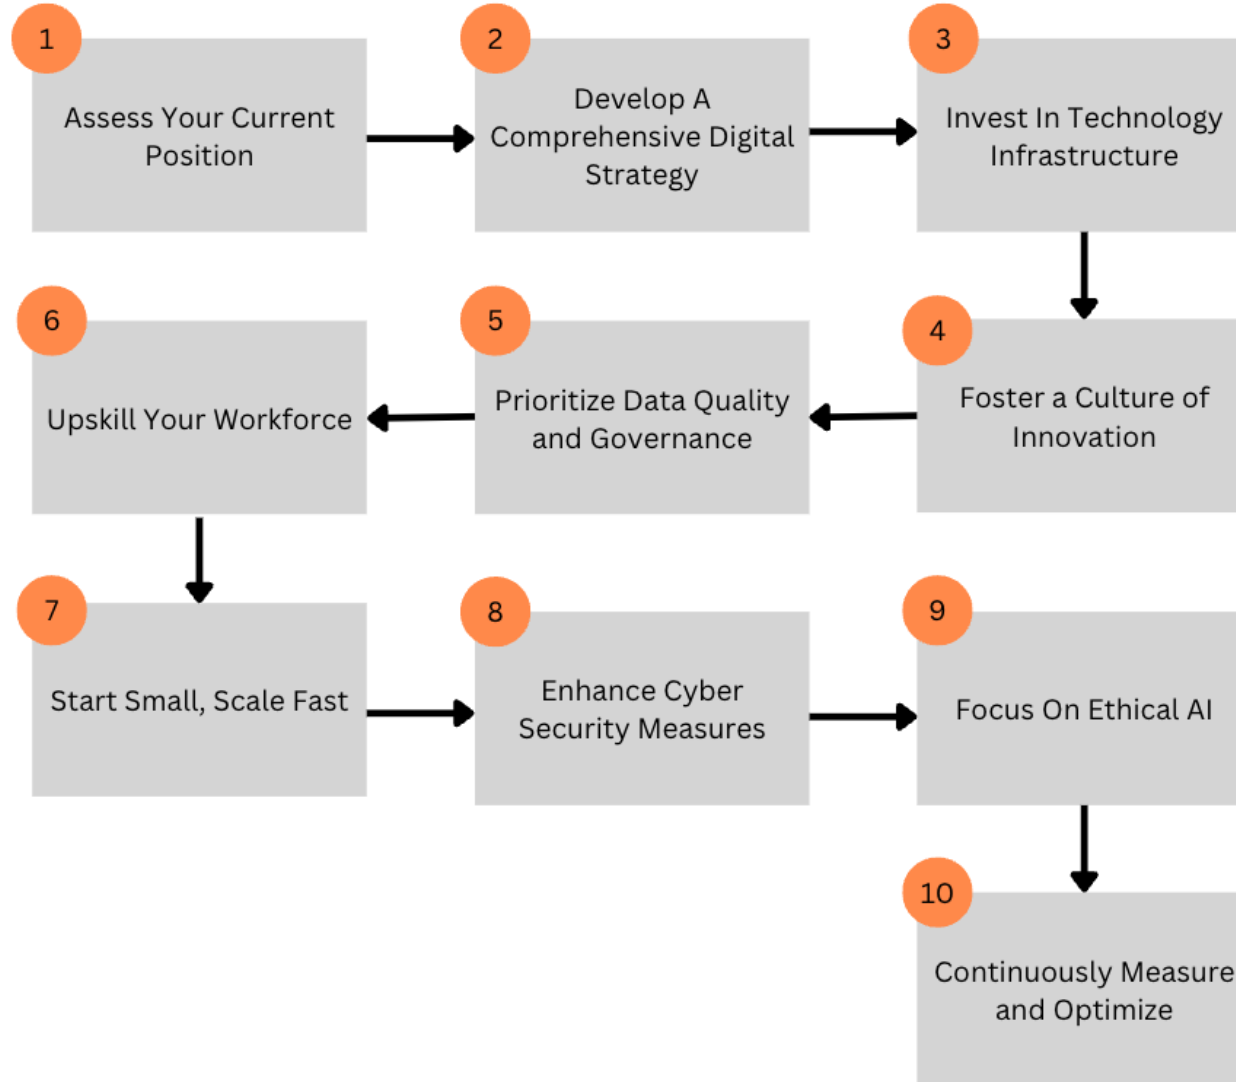 1
Assess Your Current
Position
2
Develop A
Comprehensive Digital
Strategy
3
Invest In Technology
Infrastructure
4
Foster a Culture of
Innovation
5
Prioritize Data Quality
and Governance
6
Upskill Your Workforce
7
Start Small, Scale Fast
8
Enhance Cyber
Security Measures
9
Focus On Ethical AI
10
Continuously Measure
and Optimize